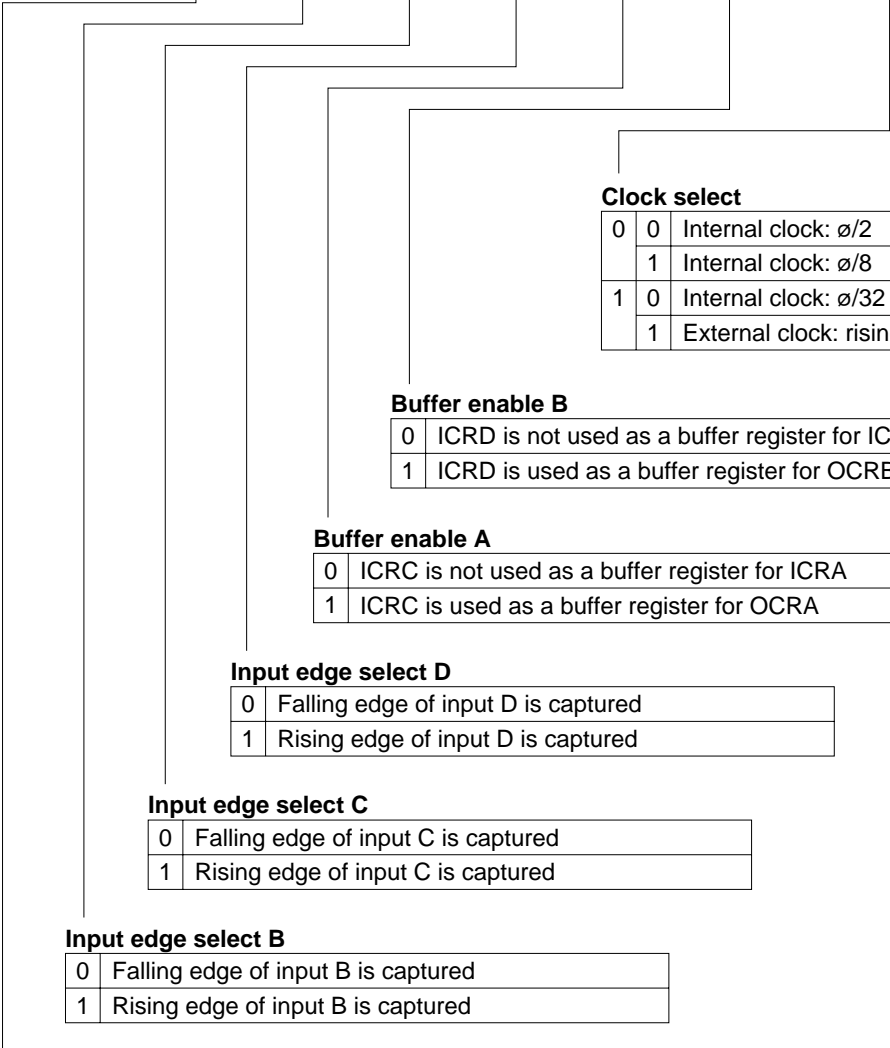 Clock select
0 0 Internal clock: ø/2
1 Internal clock: ø/8
1 0 Internal clock: ø/32
1 External clock:
Buffer enable B
0 ICRD is not used as a buffer register for
1 ICRD is used as a buffer register for
Buffer enable A
0 ICRC is not used as a buffer register for ICRA
1 ICRC is used as a buffer register for OCRA
Input edge select D
0 Falling edge of input D is captured
1 Rising edge of input D is captured
Input edge select C
0 Falling edge of input C is captured
1 Rising edge of input C is captured
Input edge select B
0 Falling edge of input B is captured
1 Rising edge of input B is captured